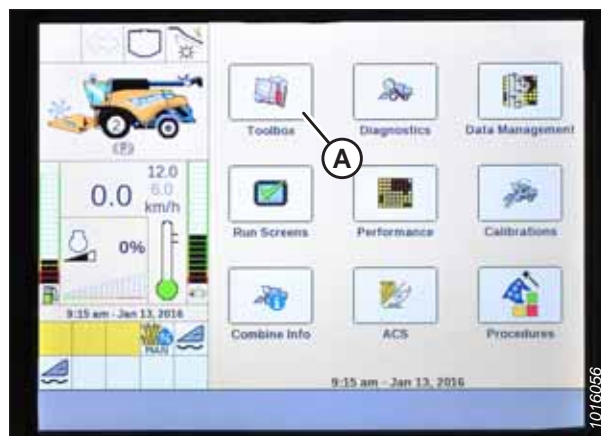 Toolbox
Diagnostics
Data Management
A
2
(P)
12.0
6.0
0.0
km/h
Run Screens
Performance
Calibrations
0%
9:15 am - Jan 13, 2016
MAN
Combine Info
ACS
Procedures
9:15 am - Jan 13, 2016
1016056